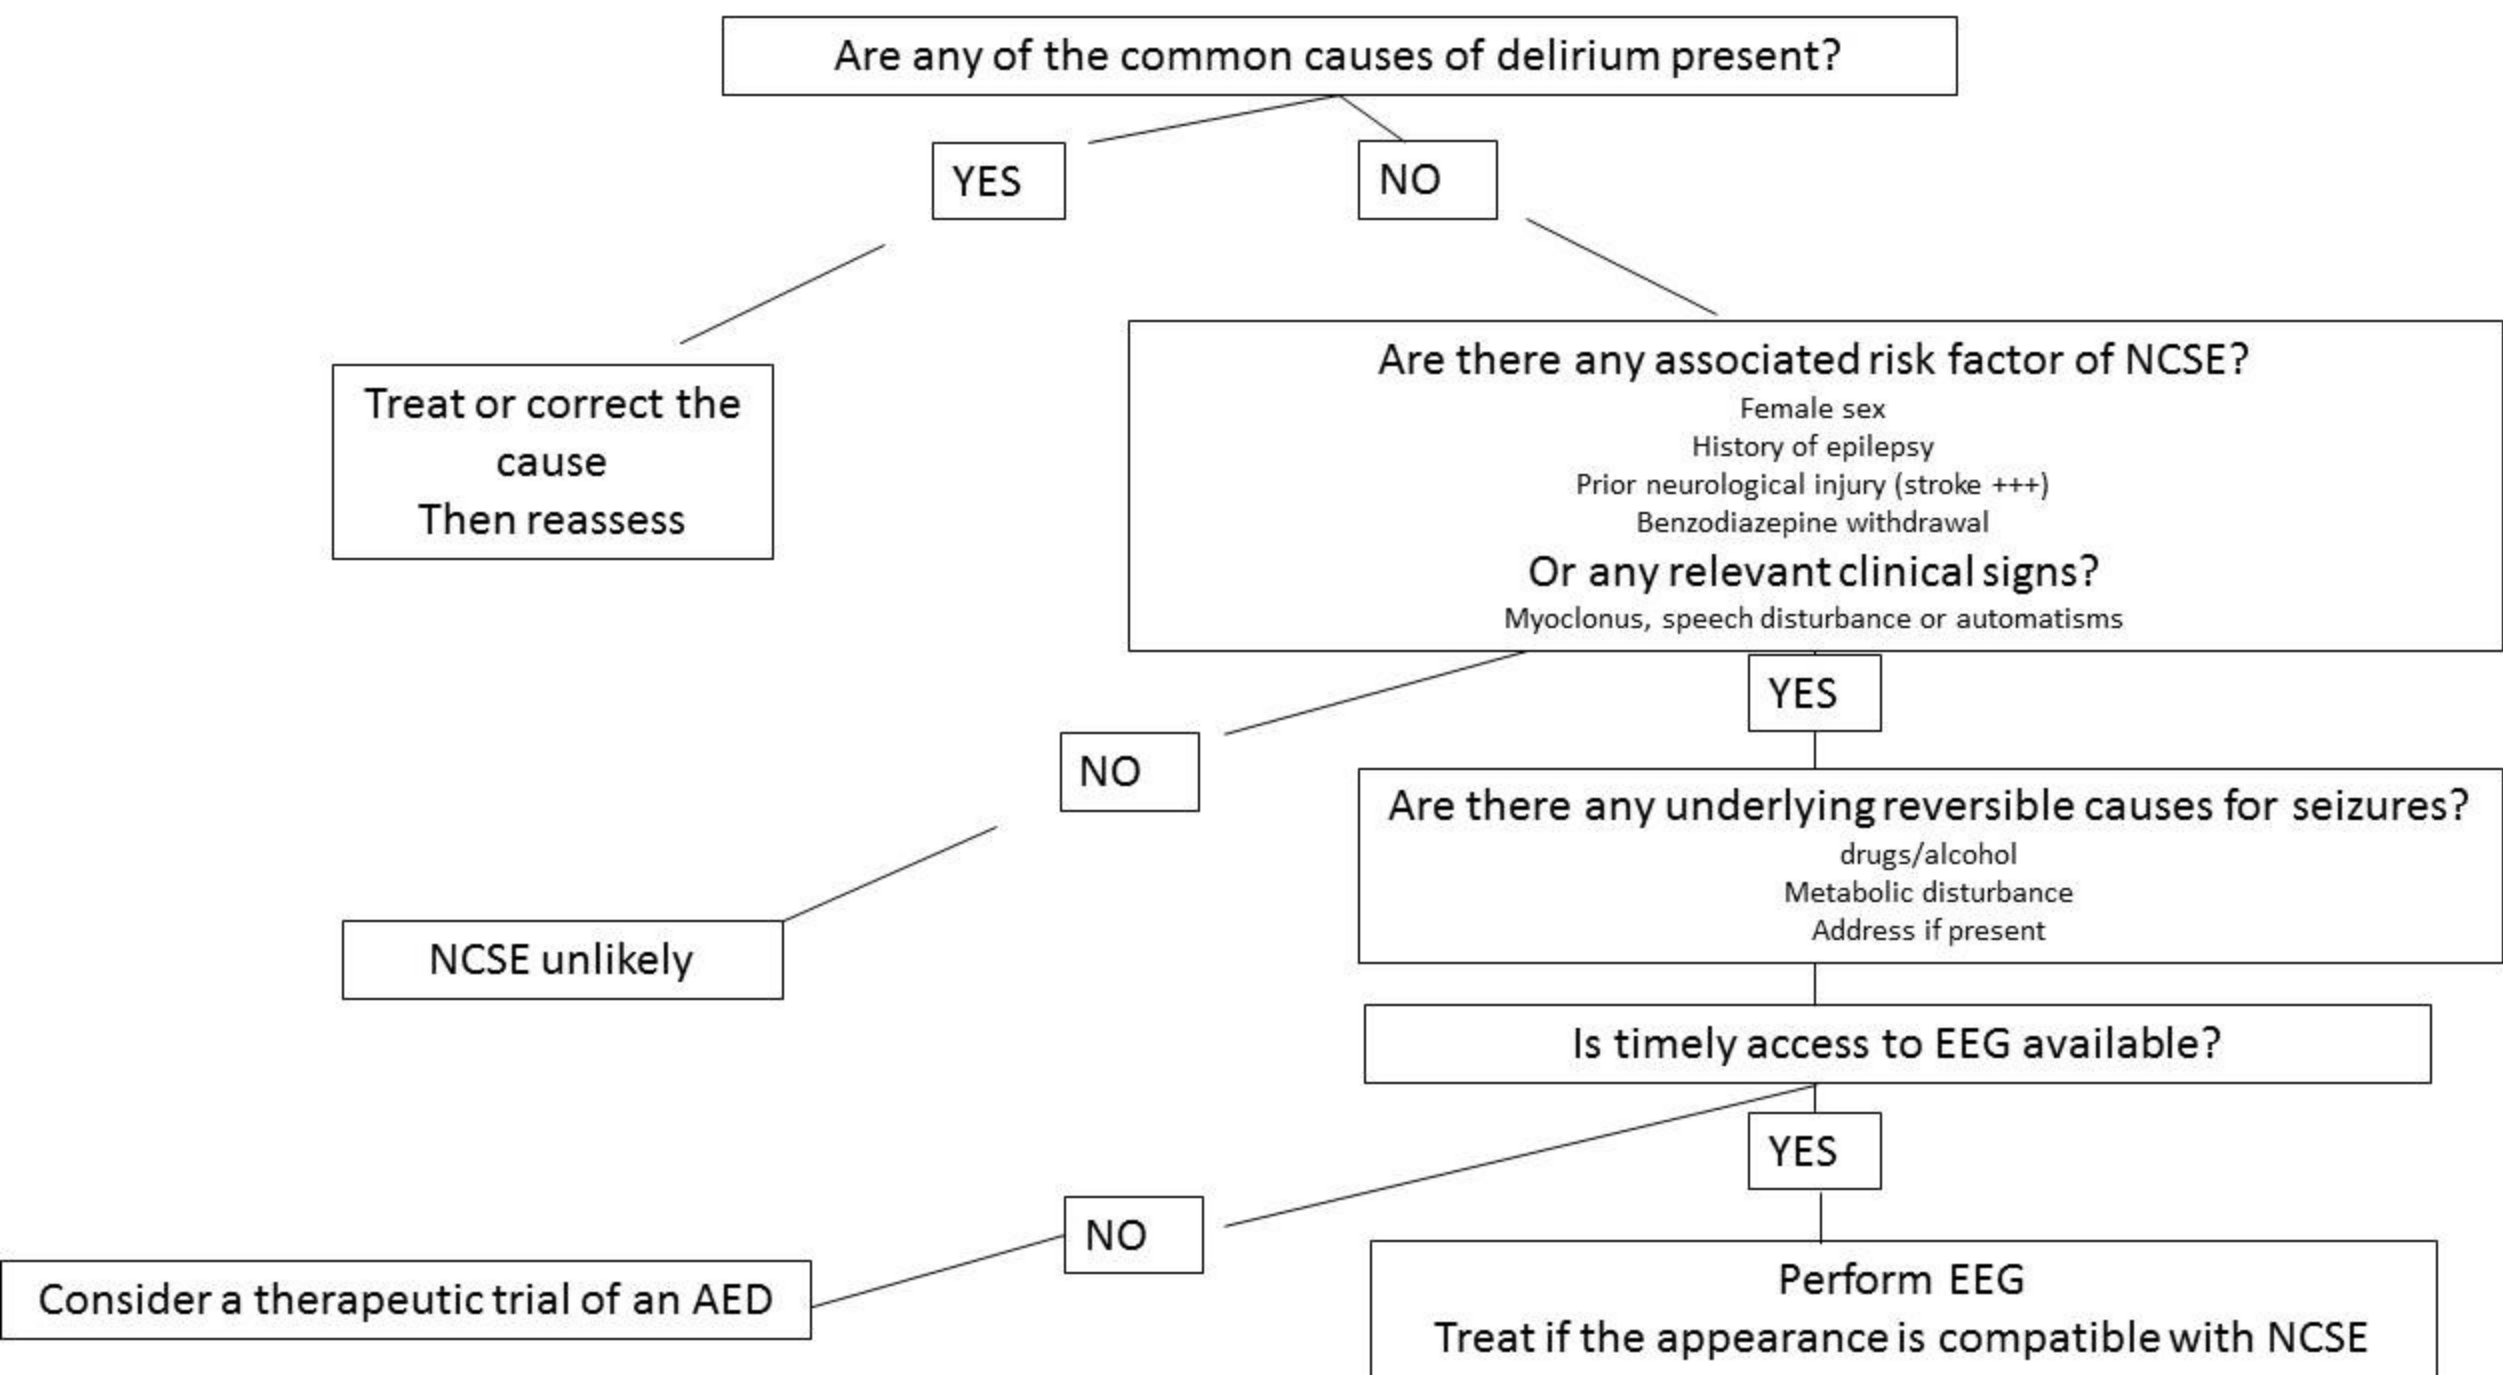 Are any of the common causes of delirium present?
YES
NO
Treat or correct the
cause
Then reassess
Are there any associated risk factor of NCSE?
Female sex
History of epilepsy
Prior neurological injury (stroke +++)
Benzodiazepine withdrawal
Or any relevant clinical signs?
Myoclonus, speech disturbance or automatisms
YES
NO
Are there any underlying reversible causes for seizures?
drugs/alcohol
Metabolic disturbance
Address if present
NCSE unlikely
Is timely access to EEG available?
YES
NO
Consider a therapeutic trial of an AED
Perform EEG
Treat if the appearance is compatible with NCSE